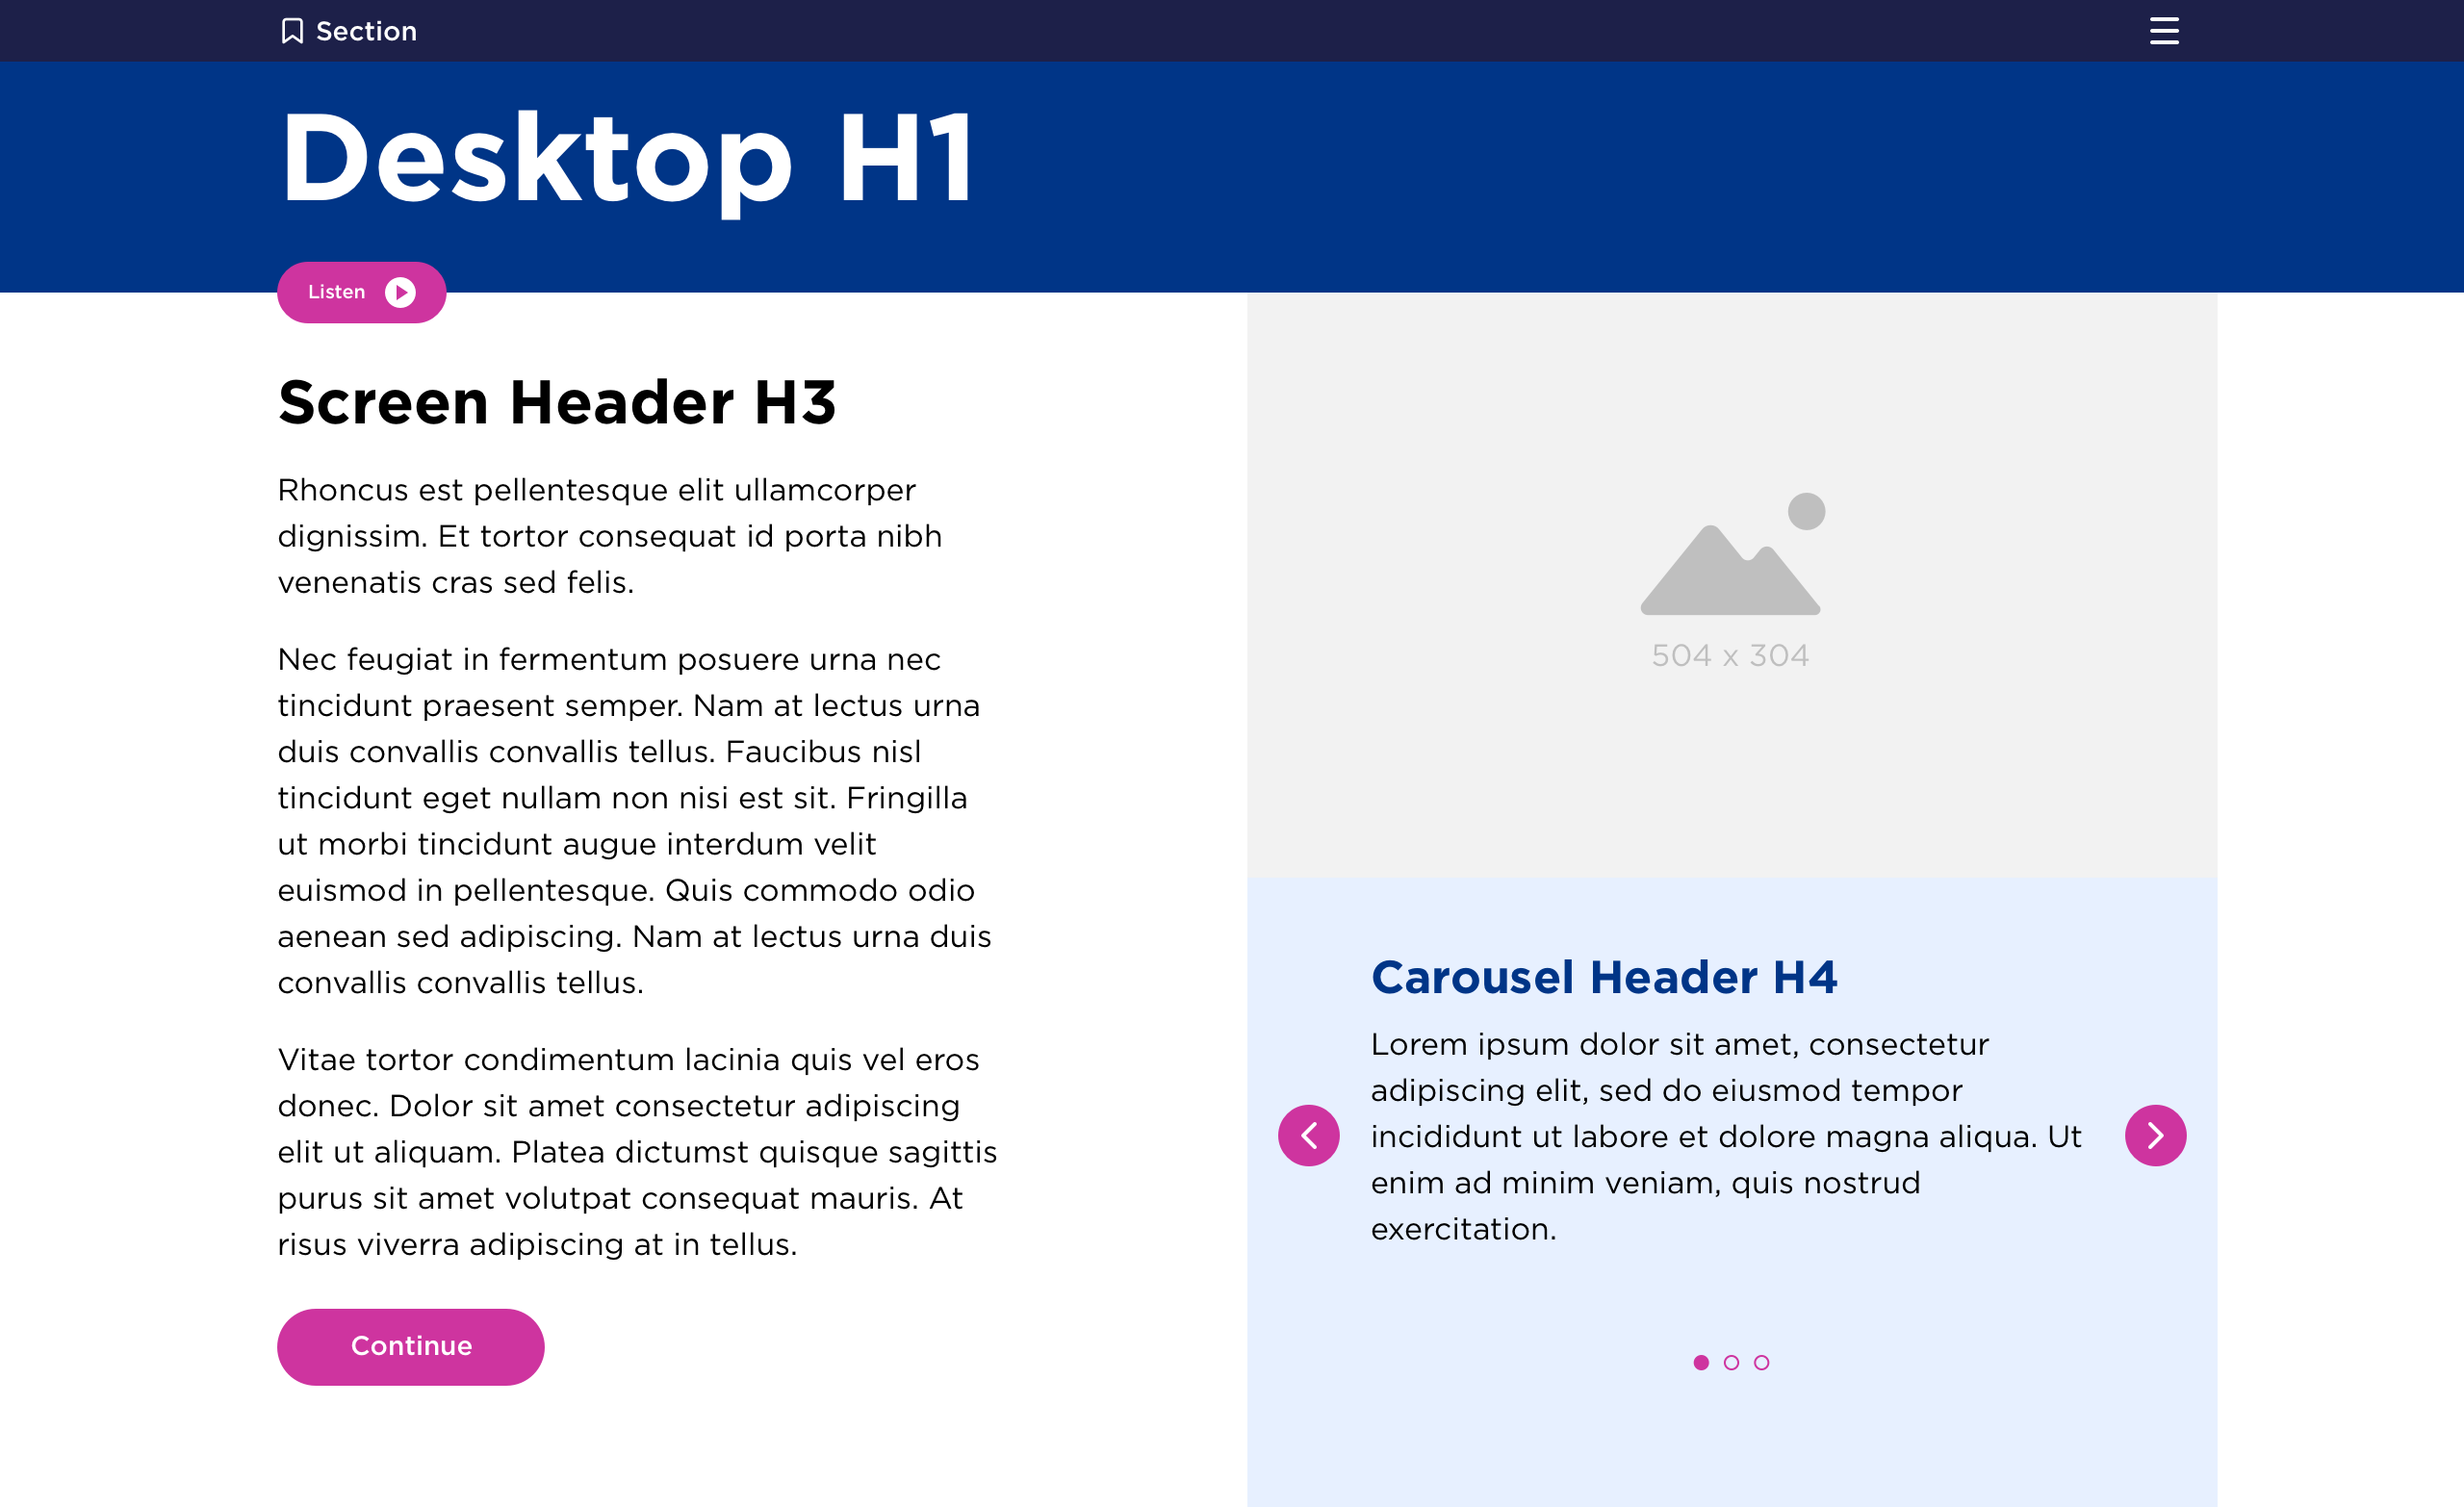 Section
Desktop H1
Listen
Screen Header H3
Rhoncus est pellentesque elit ullamcorper
dignissim. Et tortor consequat id porta nibh
venenatis cras sed felis.
Nec feugiat in fermentum posuere urna nec
tincidunt praesent semper. Nam at lectus urna
duis convallis convallis tellus. Faucibus nisl
tincidunt eget nullam non nisi est sit. Fringilla
ut morbi tincidunt augue interdum velit
euismod in pellentesque. Quis commodo odio
aenean sed adipiscing. Nam at lectus urna duis
convallis convallis tellus.
Vitae tortor condimentum lacinia quis vel eros
donec. Dolor sit amet consectetur adipiscing
elit ut aliquam. Platea dictumst quisque sagittis
purus sit amet volutpat consequat mauris. At
risus viverra adipiscing at in tellus.
Continue
504 x 304
Carousel Header H4
Lorem ipsum dolor sit amet, consectetur
adipiscing elit, sed do eiusmod tempor
incididunt ut labore et dolore magna aliqua. Ut
enim ad minim veniam, quis nostrud
exercitation.